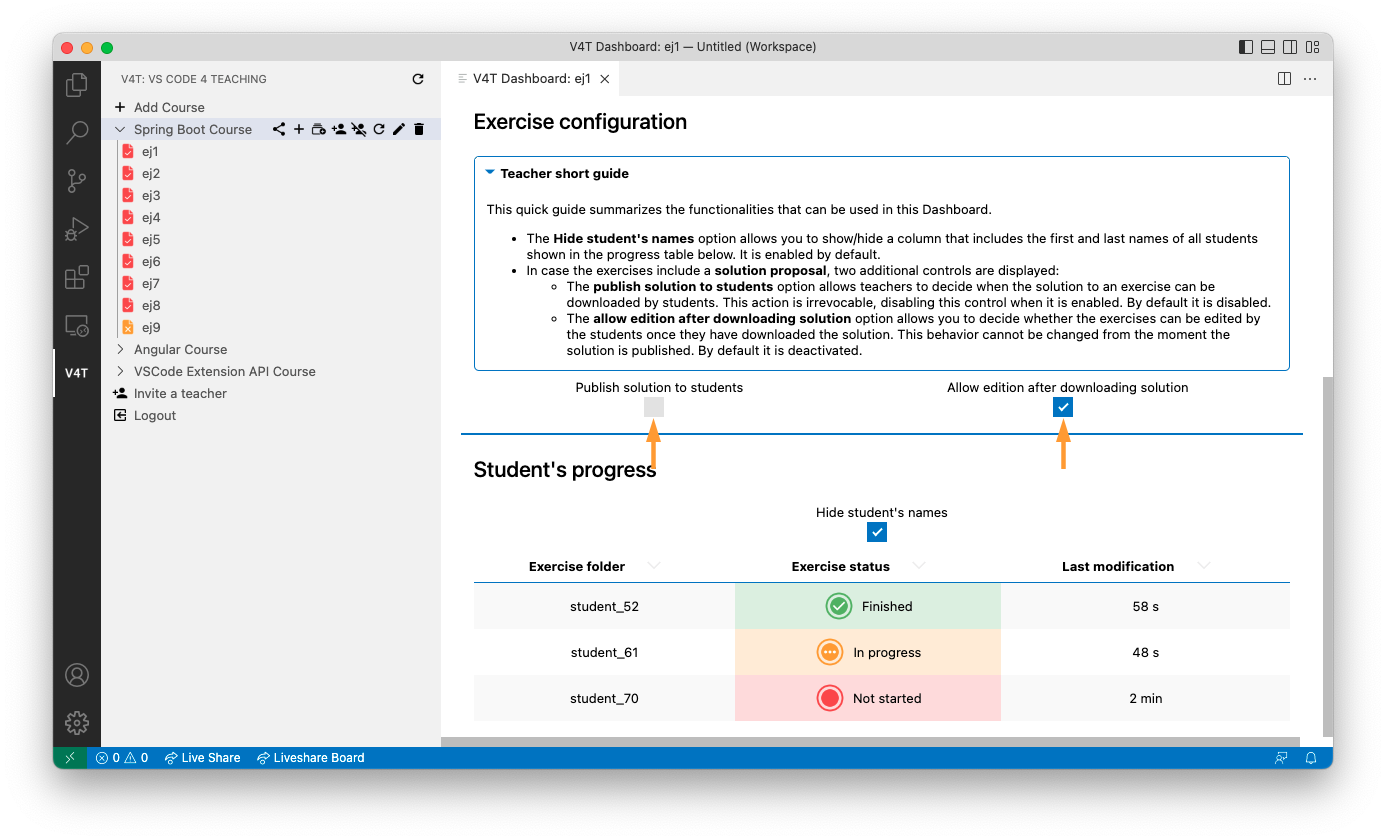 V4T Dashboard: ej1 — Untitled (Workspace)
V4T: VS CODE 4 TEACHING
Add Course
Spring Boot Course
ej1
ej2
ej3
ej4
ej5
ej6
ej7
ej8
ej9
Angular Course
VSCode Extension API Course
Invite a teacher
Logout
V4T
V4T Dashboard: ej1
Exercise configuration
Teacher short guide
This quick guide summarizes the functionalities that can be used in this Dashboard.
• The Hide student's names option allows you to show/hide a column that includes the first and last names of all students
shown in the progress table below. It is enabled by default.
• In case the exercises include a solution proposal, two additional controls are displayed:
◦ The publish solution to students option allows teachers to decide when the solution to an exercise can be
downloaded by students. This action is irrevocable, disabling this control when it is enabled. By default it is disabled.
◦ The allow edition after downloading solution option allows you to decide whether the exercises can be edited by
the students once they have downloaded the solution. This behavior cannot be changed from the moment the
solution is published. By default it is deactivated.
Publish solution to students Allow edition after downloading solution
Student's progress
Hide student's names
Exercise folder Exercise status Last modification
student_52 Finished 58 s
student_61 In progress 48 s
student_70 Not started 2 min
0 0 Live Share Liveshare Board